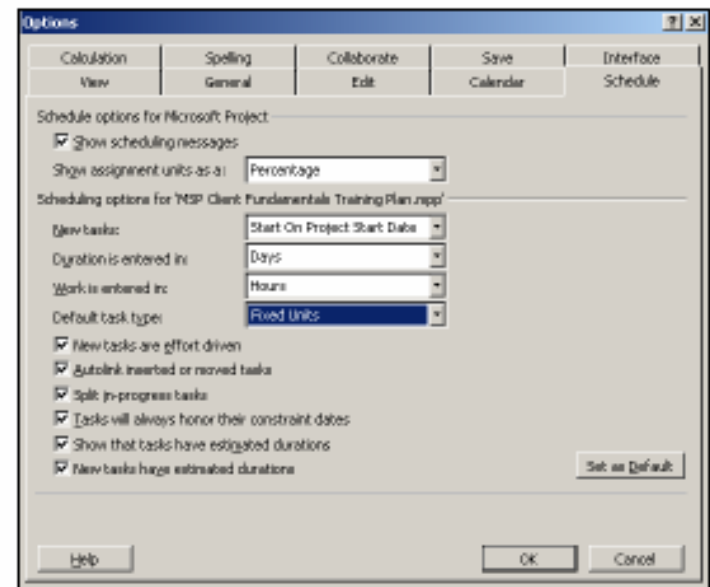 Options
Calculation Spelling Collaborate Save Interface
View General Edit Calendar Schedule
Schedule options for Microsoft Project
Show scheduling messages
Show assignment units as a: Percentage
Scheduling options for 'MSP Client Fundamentals Training Plan.mpp'
New tasks: Start On Project Start Date
Duration is entered in: Days
Work is entered in: Hours
Default task type: Fixed Units
New tasks are effort driven
Autolink inserted or moved tasks
Split in-progress tasks
Tasks will always honor their constraint dates
Show that tasks have estimated durations
New tasks have estimated durations
Set as Default
Help OK Cancel